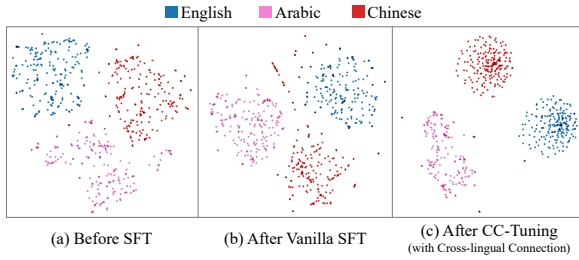 English Arabic Chinese
(a) Before SFT
(b) After Vanilla SFT
(c) After CC-Tuning
(with Cross-lingual Connection)